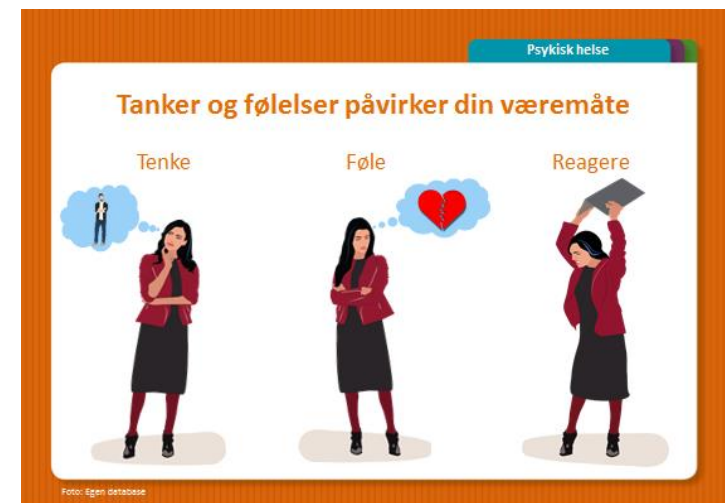 Psykisk helse
Tanker og følelser påvirker din væremåte
Tenke
Føle
Reagere
Foto: Egen database